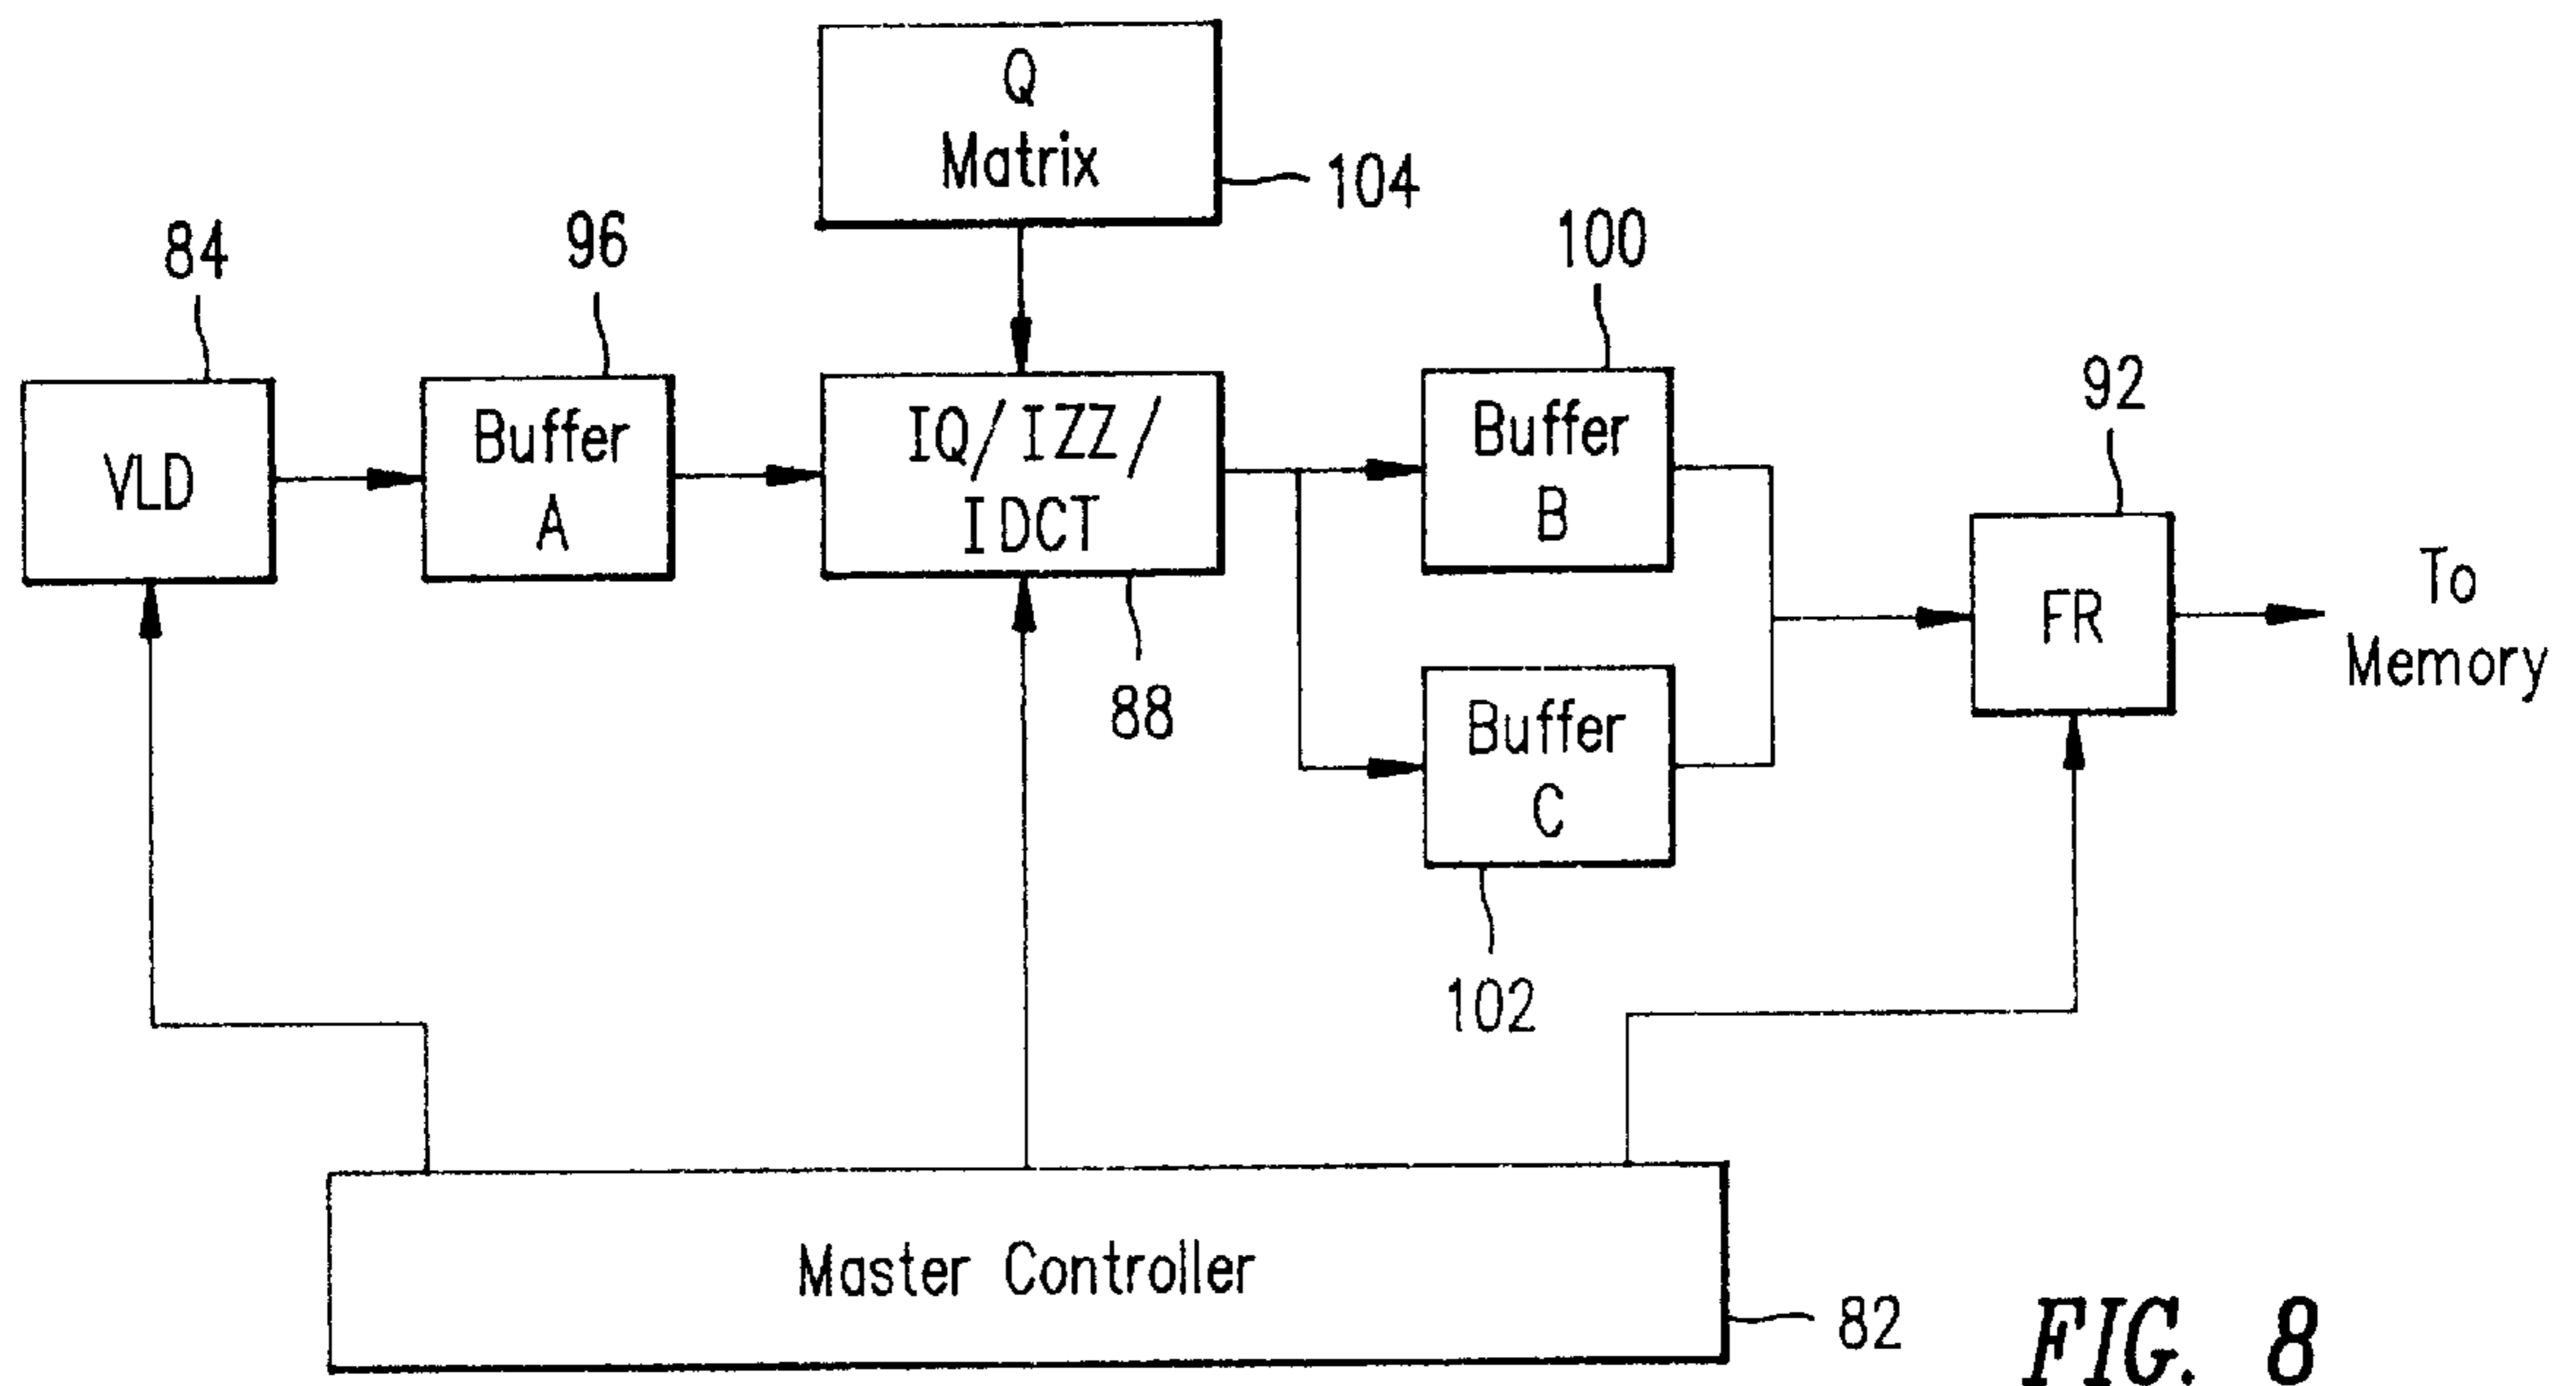 Q
Matrix
104
84
96
100
92
VLD
Buffer
A
IQ/IZZ/
IDCT
88
Buffer
B
Buffer
C
102
FR
To
Memory
Master Controller
82
FIG. 8